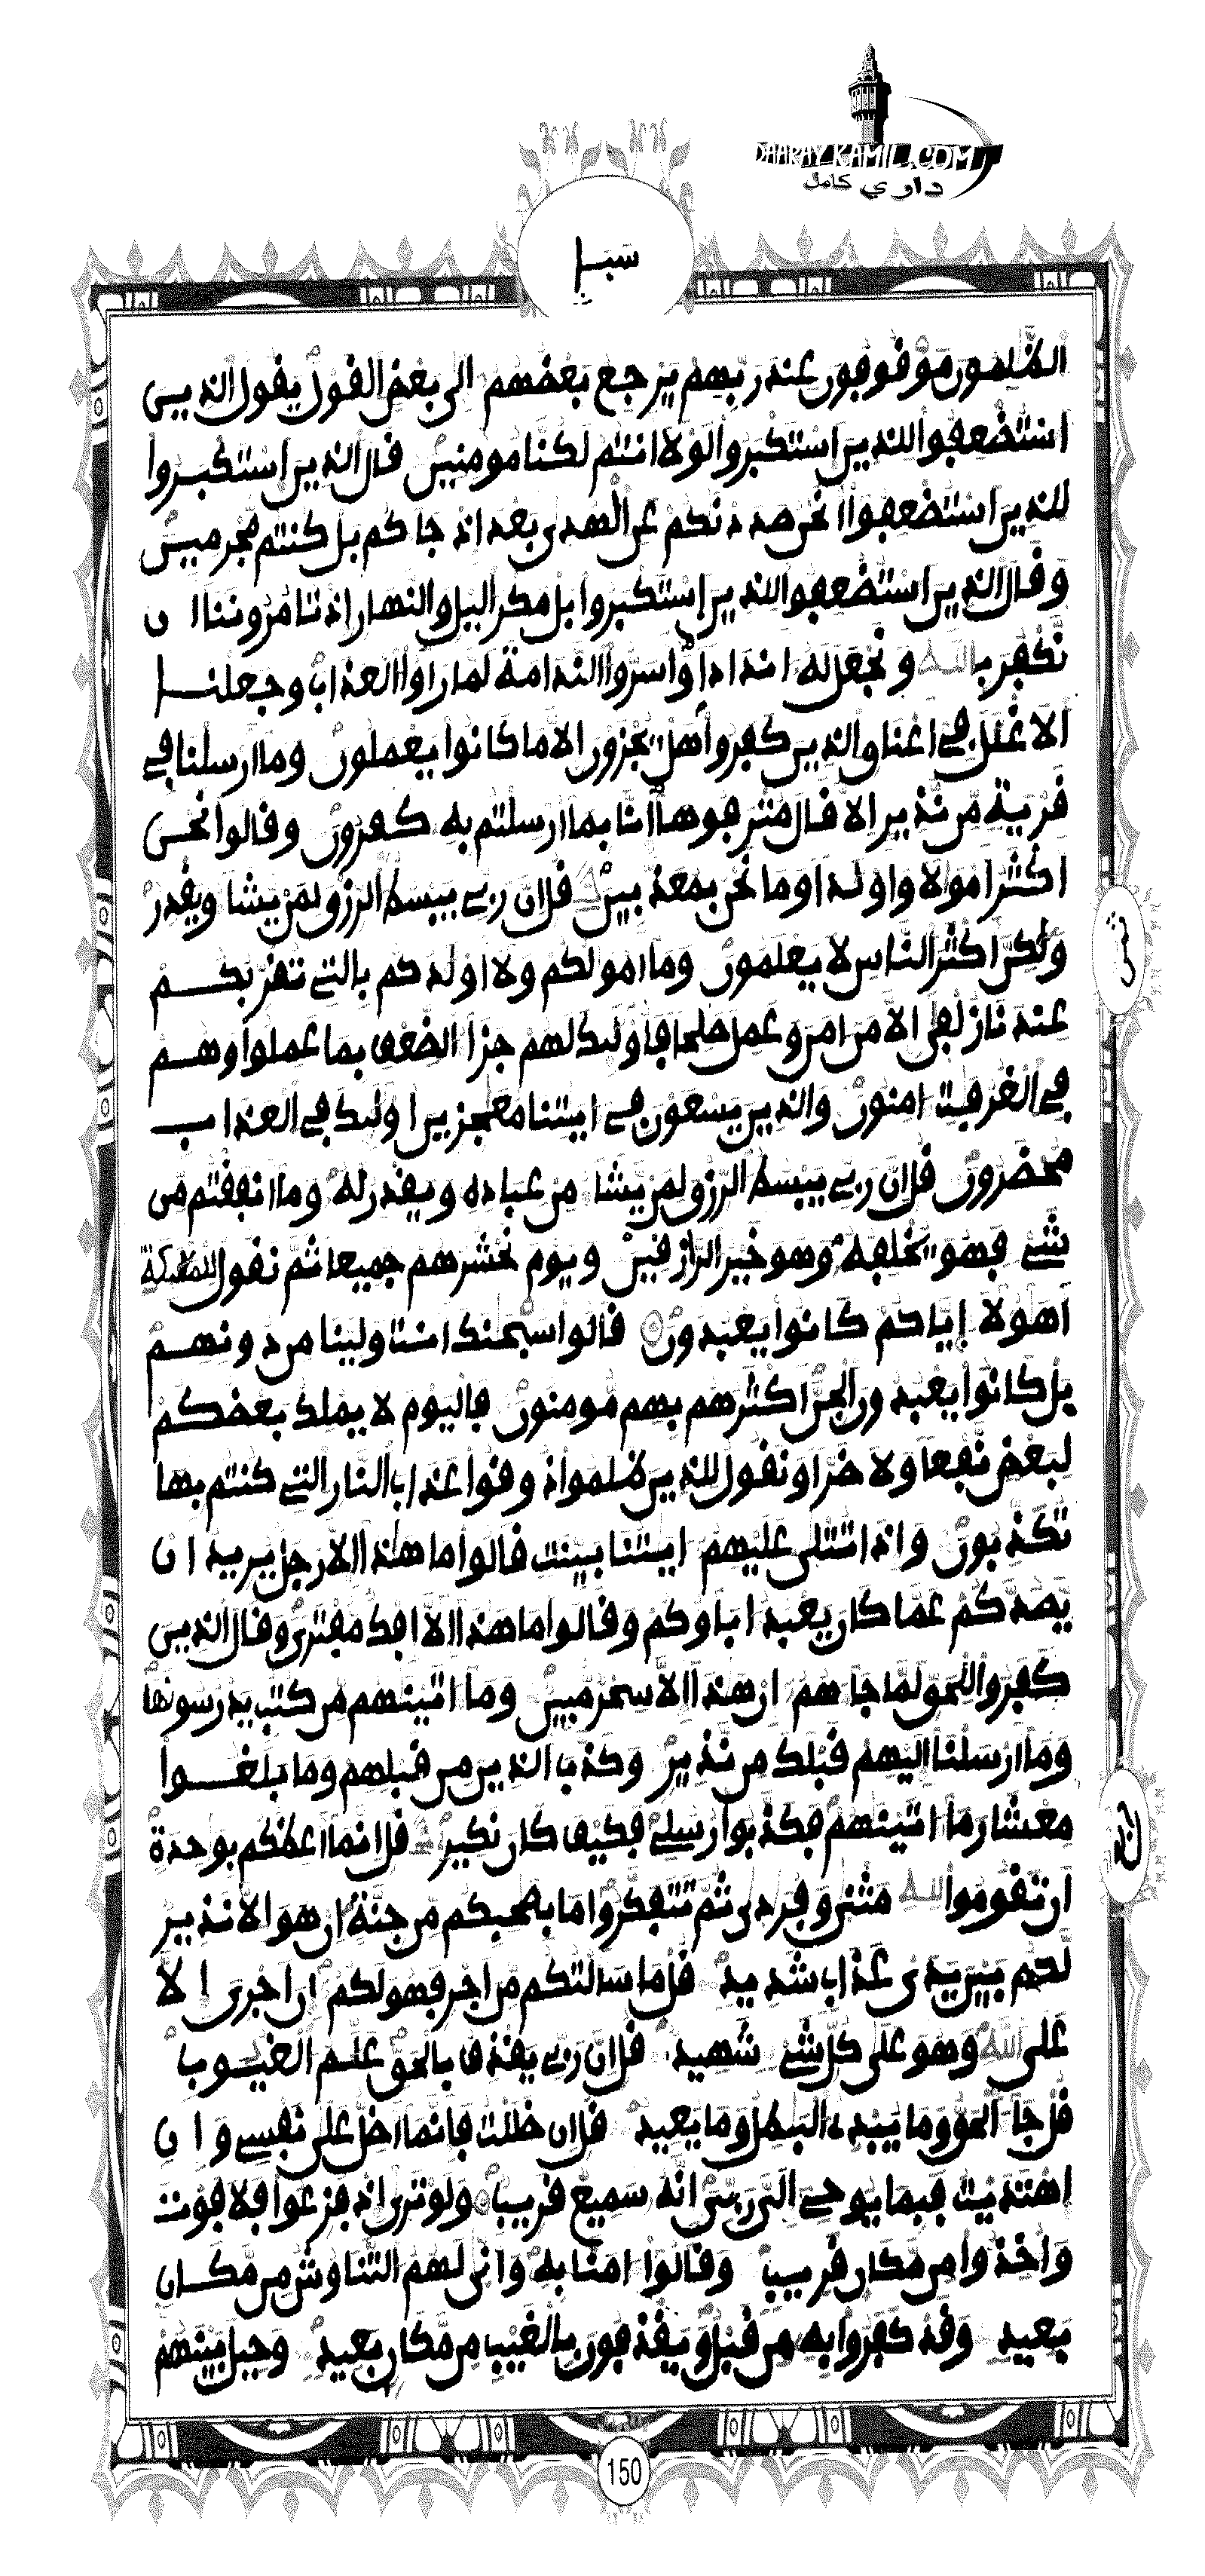 DAARAY KAMIL.COM
داري كامل
سبإ
الظلمون موقوفون عند ربهم يرجع بعضهم إلى بعض القول يقول الذين
استضعفوا للذين استكبروا لولا انتم لكنا مومنين قال الذين استكبروا
للذين استضعفوا انحن صددنكم عن الهدى بعد اذ جاكم بل كنتم مجرمين
وقال الذين استضعفوا للذين استكبروا بل مكر اليل والنهار اذ تامروننا ان
نكفر بالله ونجعل له اندادا واسروا الندامة لما راوا العذاب وجعلنا
الاغلل في اعناق الذين كفروا هل يجزون الا ما كانوا يعملون وما ارسلنا في
قرية من نذير الا قال مترفوها انا بما ارسلتم به كفرون وقالوا نحن
اكثر امولا واولدا وما نحن بمعذبين قل ان ربي يبسط الرزق لمن يشا ويقدر
ولكن اكثر الناس لا يعلمون وما امولكم ولا اولدكم بالتي تقربكم
عندنا زلفى الا من امن وعمل صلحا فاولىك لهم جزا الضعف بما عملوا وهم
في الغرفت امنون والذين يسعون في ايتنا معجزين اولىك في العذاب
محضرون قل ان ربي يبسط الرزق لمن يشا من عباده ويقدر له وما انفقتم من
شي فهو يخلفه وهو خير الرازقين ويوم نحشرهم جميعا ثم نقول للملىكة
اهولا إياكم كانوا يعبدون قالوا سبحنك انت ولينا من دونهم
بل كانوا يعبدون الجن اكثرهم بهم مومنون فاليوم لا يملك بعضكم
لبعض نفعا ولا ضرا ونقول للذين ظلموا ذوقوا عذاب النار التي كنتم بها
تكذبون واذا تتلى عليهم ايتنا بينت قالوا ما هذا الا رجل يريد ان
يصدكم عما كان يعبد اباوكم وقالوا ما هذا الا افك مفترى وقال الذين
كفروا للحق لما جاهم ان هذا الا سحر مبين وما اتينهم من كتب يدرسونها
وما ارسلنا اليهم قبلك من نذير وكذب الذين من قبلهم وما بلغوا
معشار ما اتينهم فكذبوا رسلي فكيف كان نكير قل انما اعظكم بوحدة
ان تقوموا لله مثنى وفردى ثم تتفكروا ما بصحبكم من جنة ان هو الا نذير
لكم بين يدي عذاب شديد قل ما سالتكم من اجر فهو لكم ان اجري الا
على الله وهو على كل شي شهيد قل ان ربي يقذف بالحق علم الغيوب
قل جا الحق وما يبدى البطل وما يعيد قل ان ضللت فانما اضل على نفسي وان
اهتديت فبما يوحي الي ربي انه سميع قريب ولو ترى اذ فزعوا فلا فوت
واخذوا من مكان قريب وقالوا امنا به وانى لهم التناوش من مكان
بعيد وقد كفروا به من قبل ويقذفون بالغيب من مكان بعيد وحيل بينهم
150